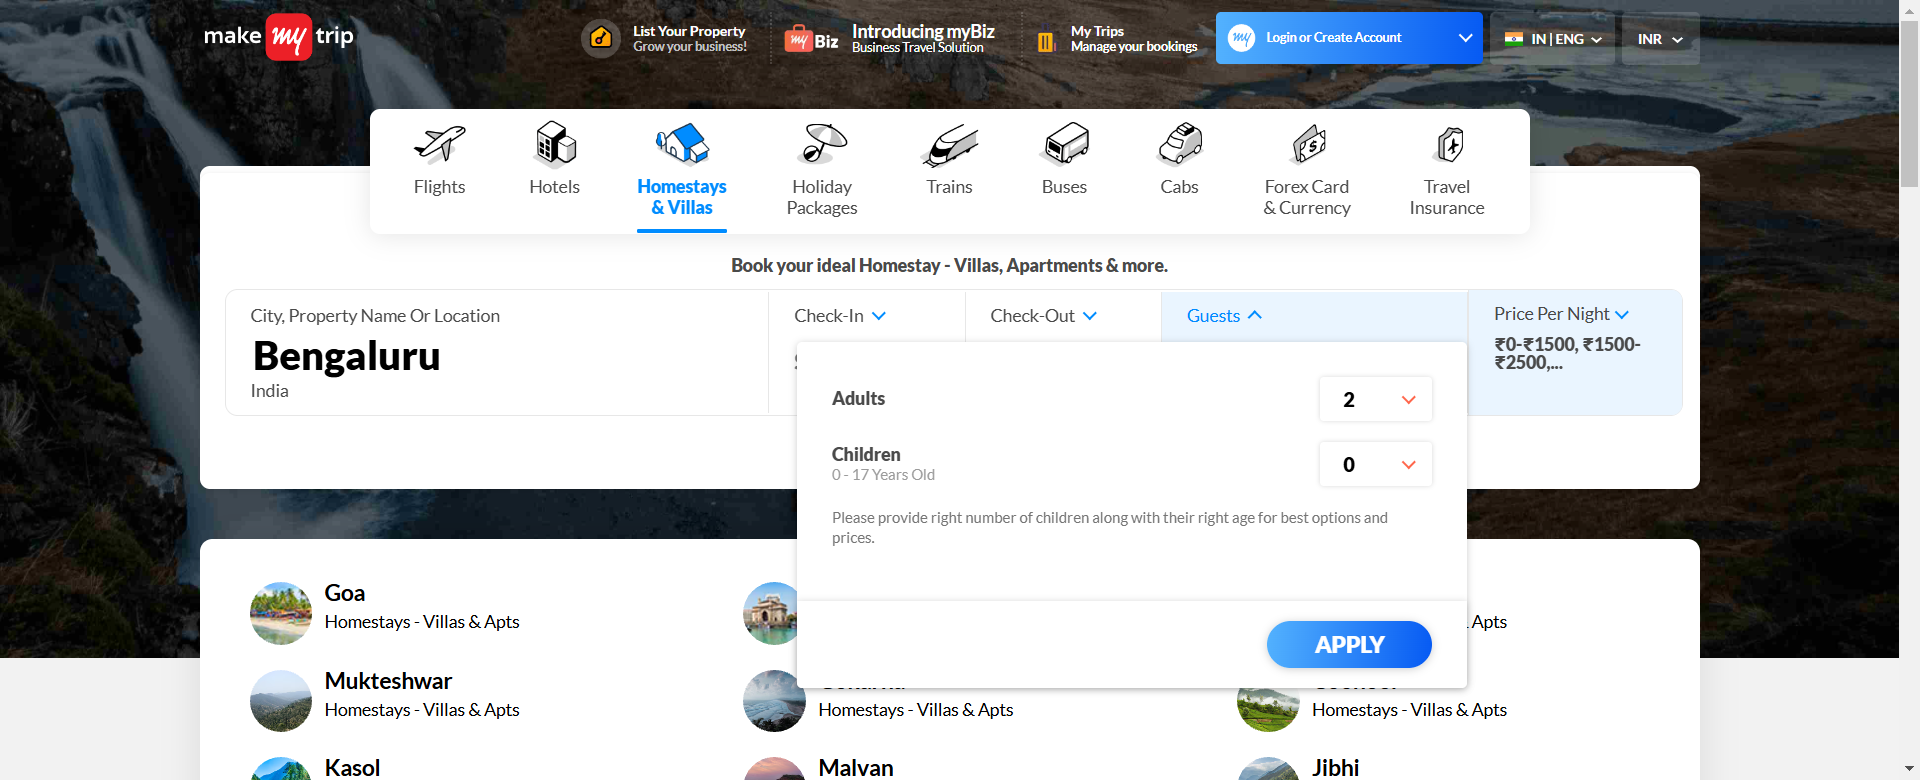 make my trip
List Your Property
Grow your business!
my Biz
Introducing myBiz
Business Travel Solution
My Trips
Manage your bookings
my
Login or Create Account
IN | ENG
INR
Flights
Hotels
Homestays
& Villas
Holiday
Packages
Trains
Buses
Cabs
Forex Card
& Currency
Travel
Insurance
Book your ideal Homestay - Villas, Apartments & more.
City, Property Name Or Location
Bengaluru
India
Check-In
Check-Out
Guests
Price Per Night
₹0-₹1500, ₹1500-
₹2500,...
Adults
2
Children
0 - 17 Years Old
0
Please provide right number of children along with their right age for best options and
prices.
APPLY
Goa
Homestays - Villas & Apts
Apts
Mukteshwar
Homestays - Villas & Apts
Homestays - Villas & Apts
Homestays - Villas & Apts
Kasol
Malvan
Jibhi